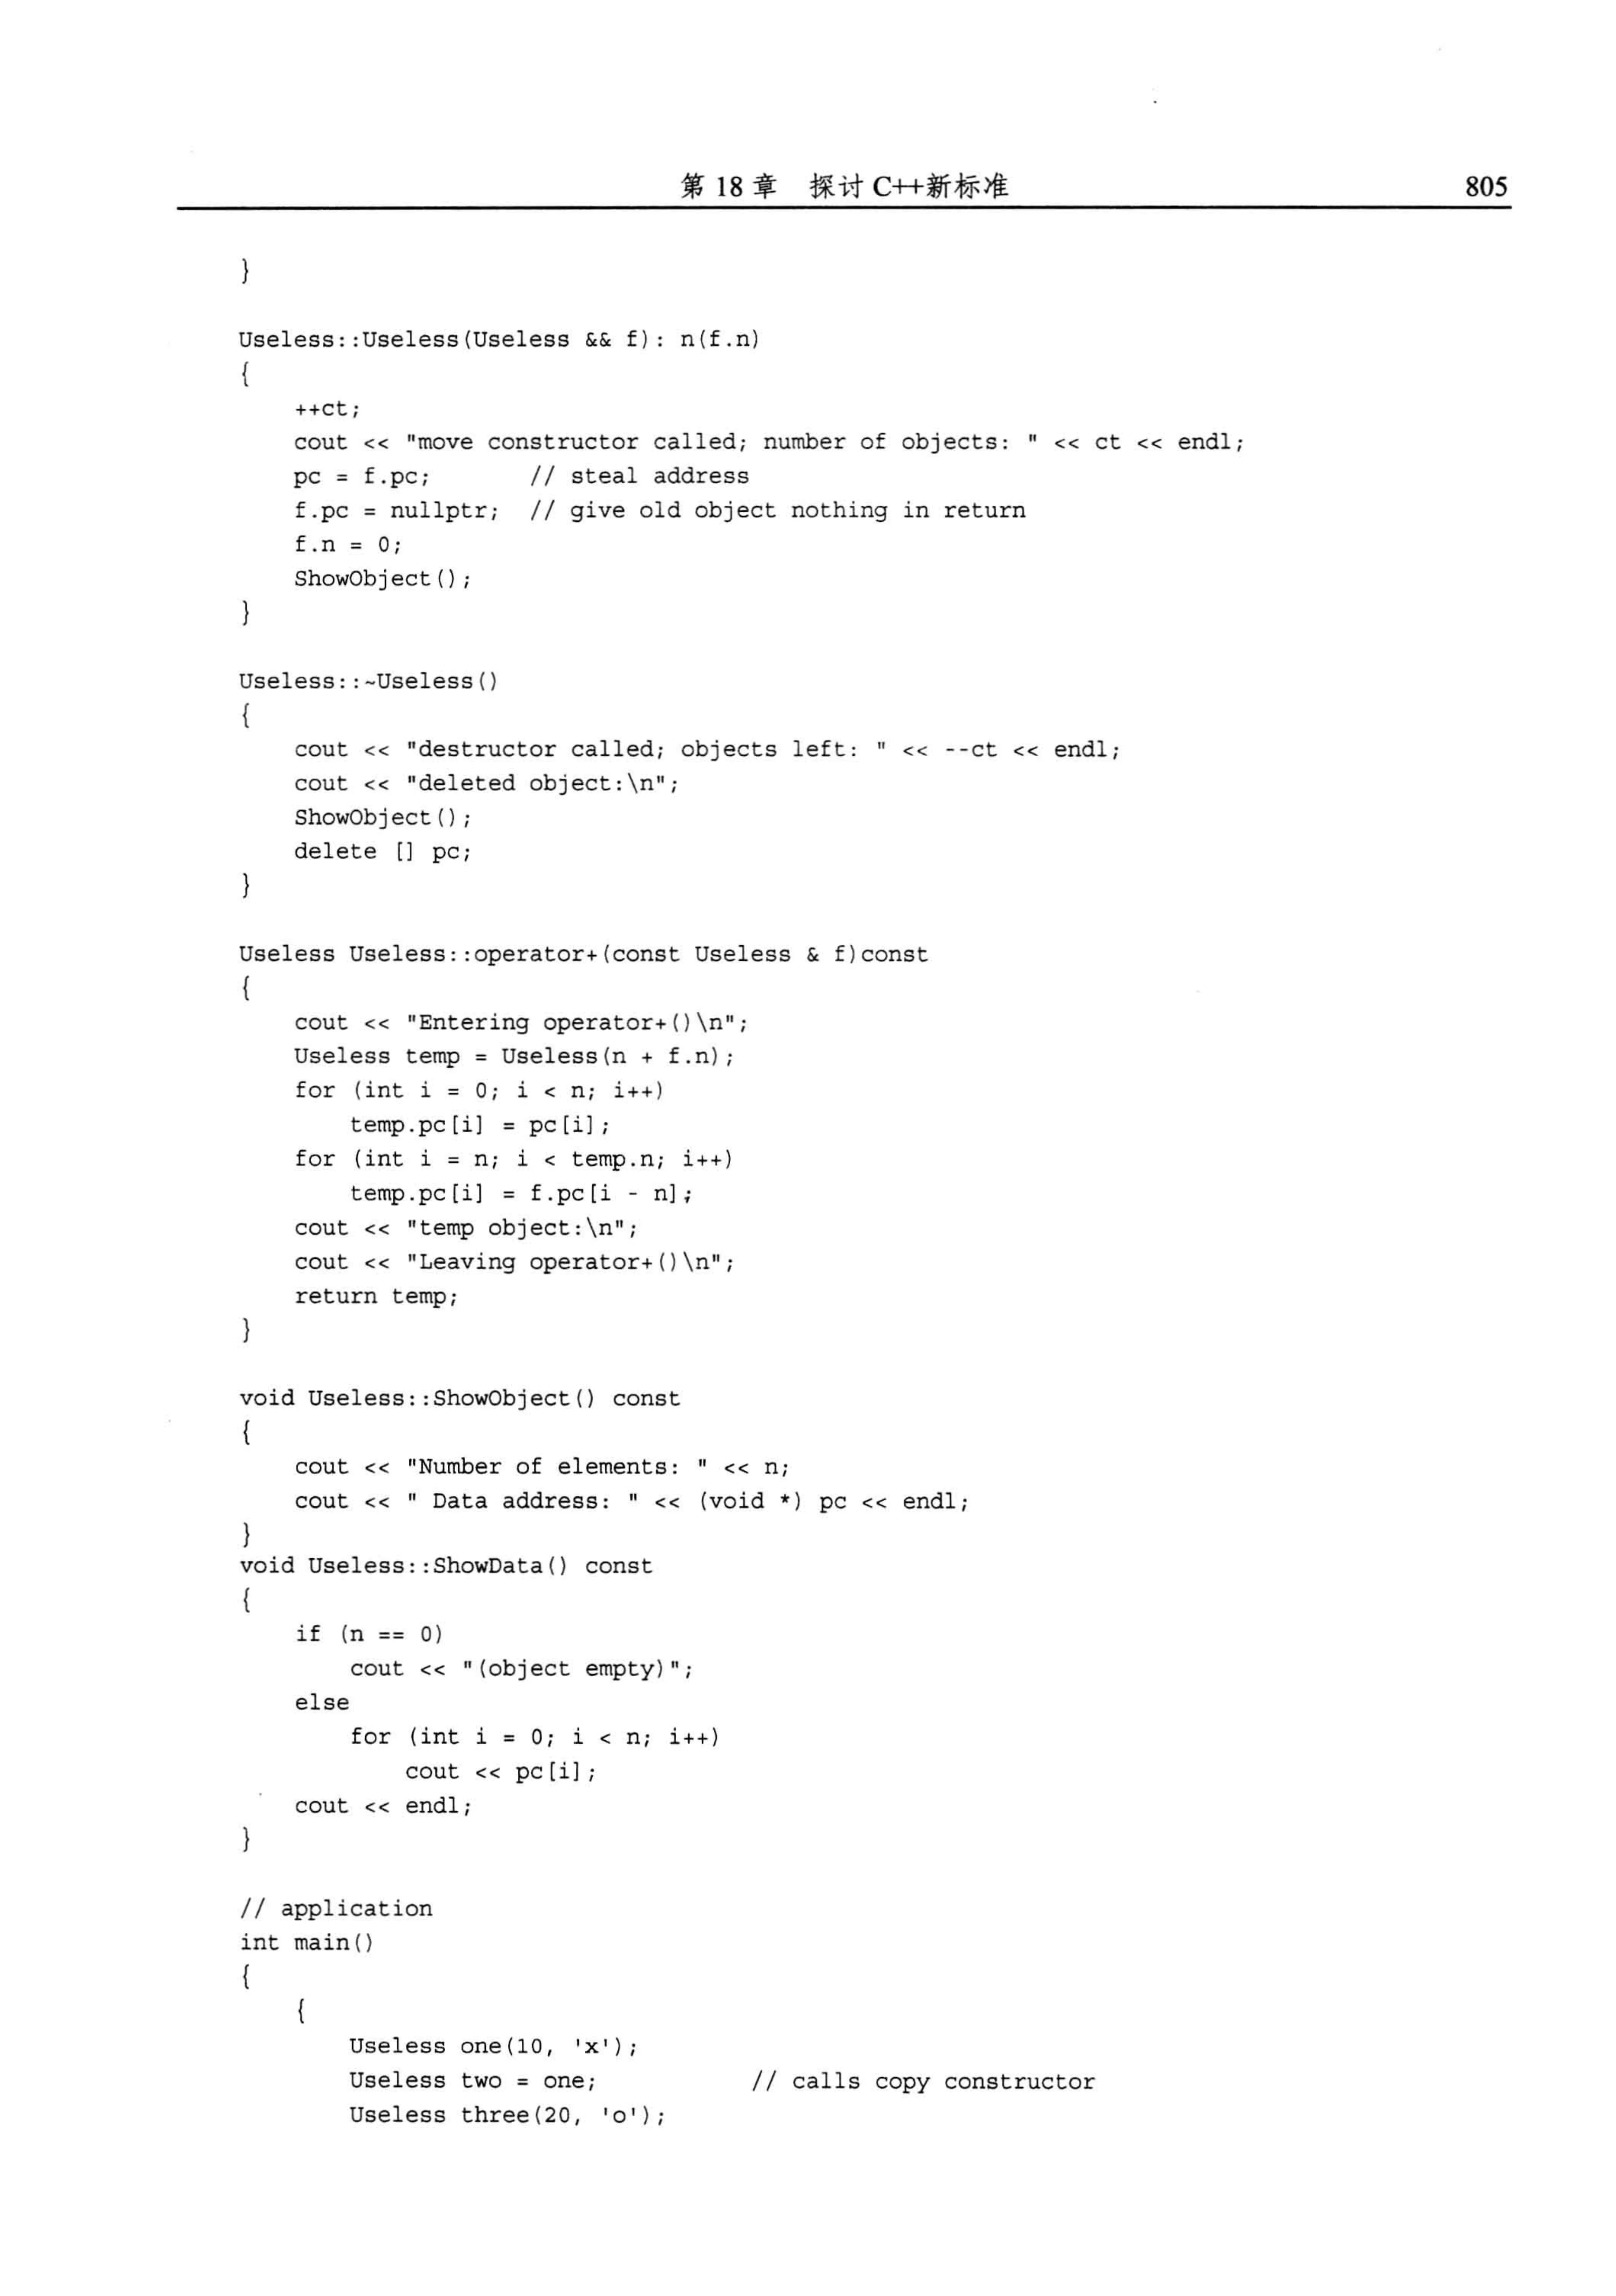 第 18 章 探讨 C++新标准 805
}
Useless::Useless(Useless && f): n(f.n)
{
++ct;
cout << "move constructor called; number of objects: " << ct << endl;
pc = f.pc; // steal address
f.pc = nullptr; // give old object nothing in return
f.n = 0;
ShowObject();
}
Useless::~Useless()
{
cout << "destructor called; objects left: " << --ct << endl;
cout << "deleted object:\n";
ShowObject();
delete [] pc;
}
Useless Useless::operator+(const Useless & f)const
{
cout << "Entering operator+()\n";
Useless temp = Useless(n + f.n);
for (int i = 0; i < n; i++)
temp.pc[i] = pc[i];
for (int i = n; i < temp.n; i++)
temp.pc[i] = f.pc[i - n];
cout << "temp object:\n";
cout << "Leaving operator+()\n";
return temp;
}
void Useless::ShowObject() const
{
cout << "Number of elements: " << n;
cout << " Data address: " << (void *) pc << endl;
}
void Useless::ShowData() const
{
if (n == 0)
cout << "(object empty)";
else
for (int i = 0; i < n; i++)
cout << pc[i];
cout << endl;
}
// application
int main()
{
{
Useless one(10, 'x');
Useless two = one; // calls copy constructor
Useless three(20, 'o');